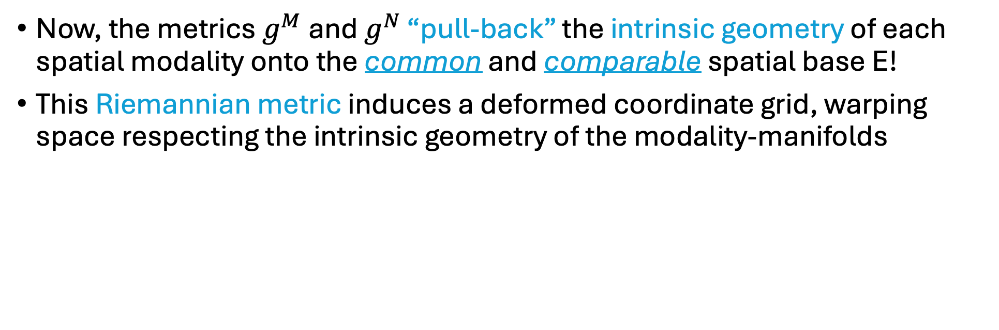 • Now, the metrics g^M and g^N “pull-back” the intrinsic geometry of each
spatial modality onto the common and comparable spatial base E!
• This Riemannian metric induces a deformed coordinate grid, warping
space respecting the intrinsic geometry of the modality-manifolds